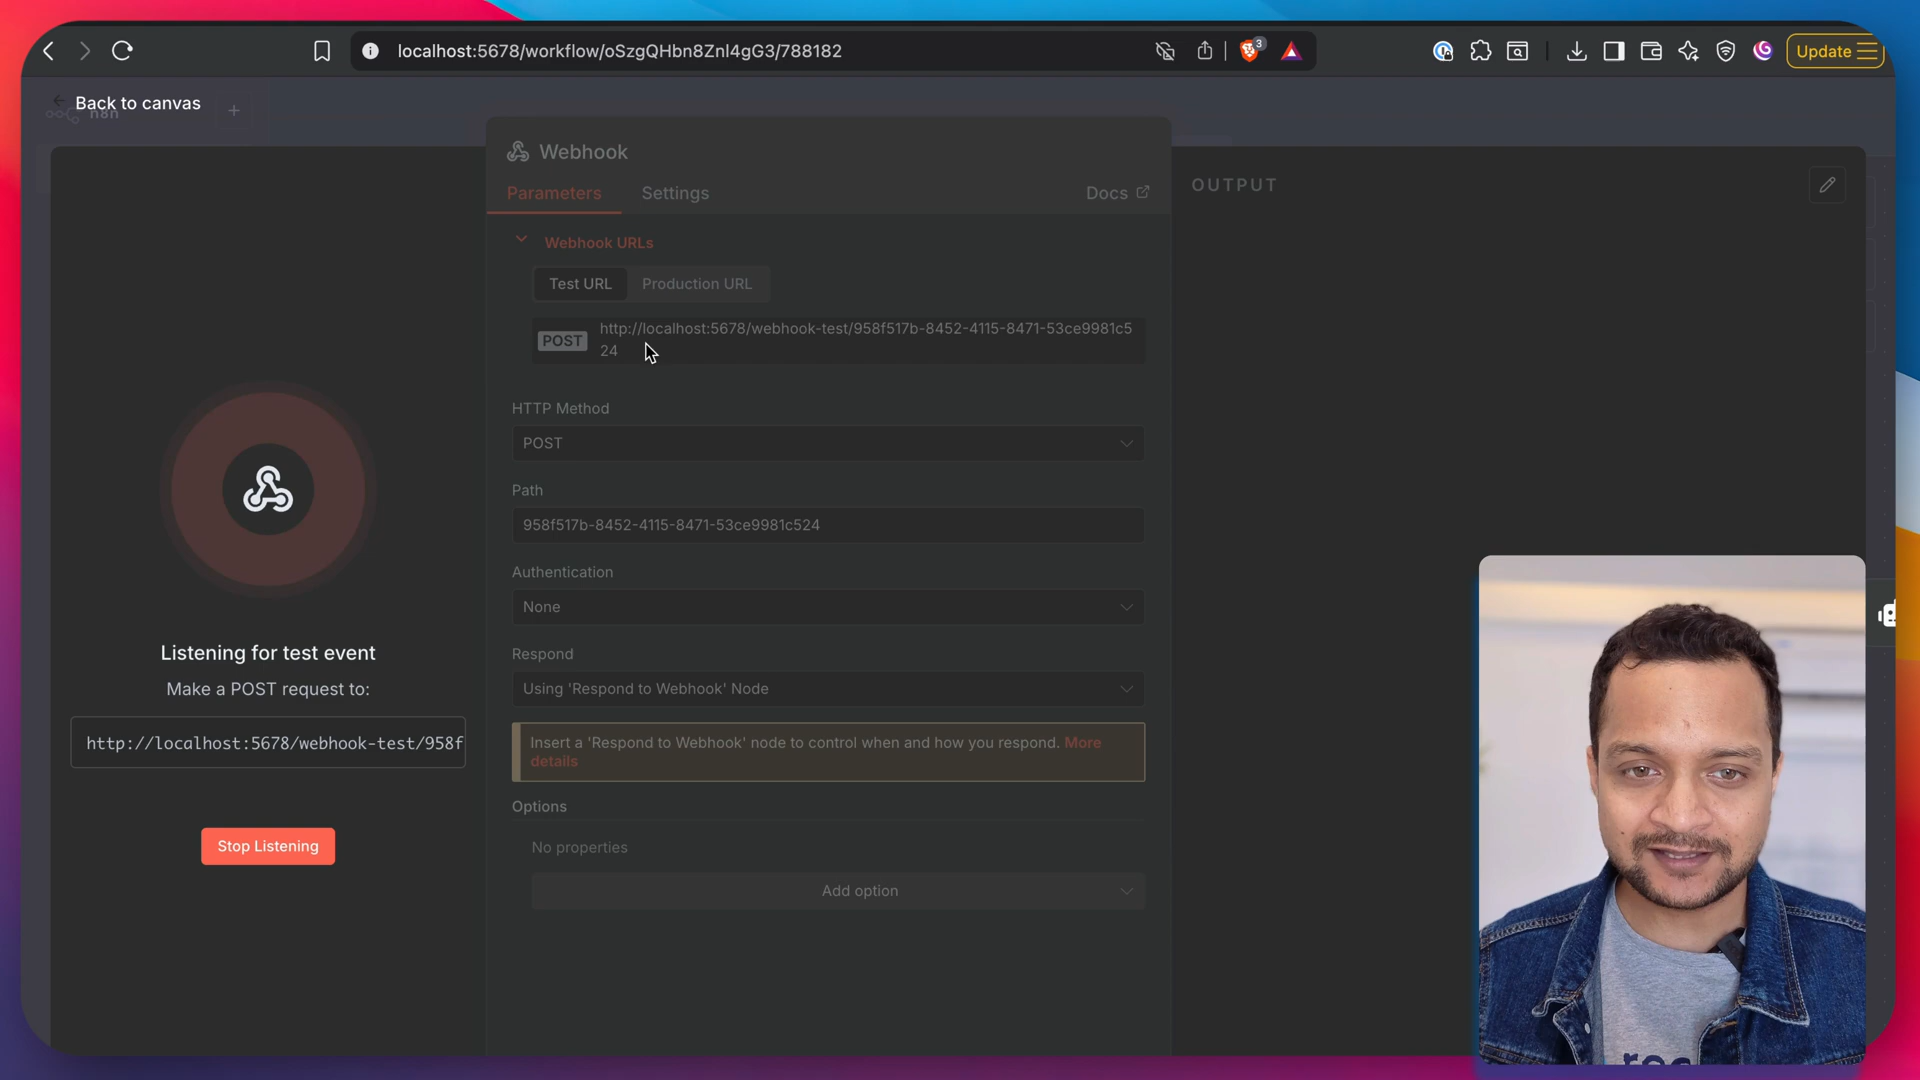 localhost:5678/workflow/oSzgQHbn8Znl4gG3/788182
3
Update
Back to canvas
n8n
Webhook
Parameters
Settings
Docs
OUTPUT
Webhook URLs
Test URL
Production URL
POST
http://localhost:5678/webhook-test/958f517b-8452-4115-8471-53ce9981c5
24
HTTP Method
POST
Path
958f517b-8452-4115-8471-53ce9981c524
Authentication
None
Respond
Using 'Respond to Webhook' Node
Insert a 'Respond to Webhook' node to control when and how you respond. More
details
Options
No properties
Add option
Listening for test event
Make a POST request to:
http://localhost:5678/webhook-test/958f
Stop Listening